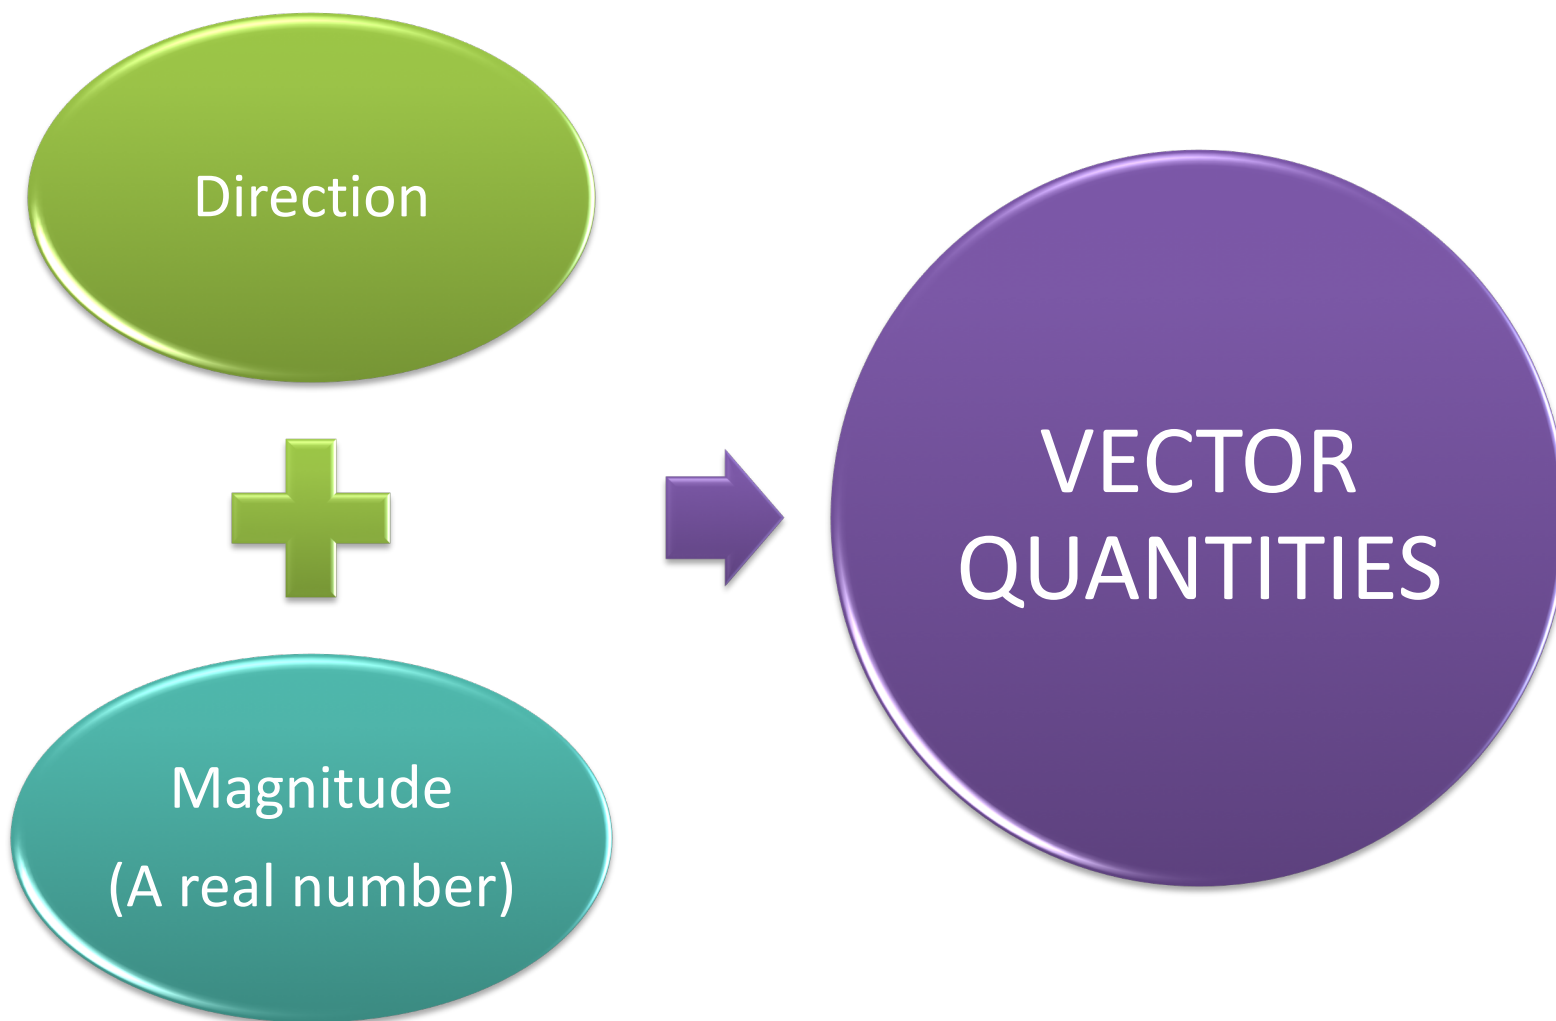 Direction
Magnitude
(A real number)
VECTOR
QUANTITIES